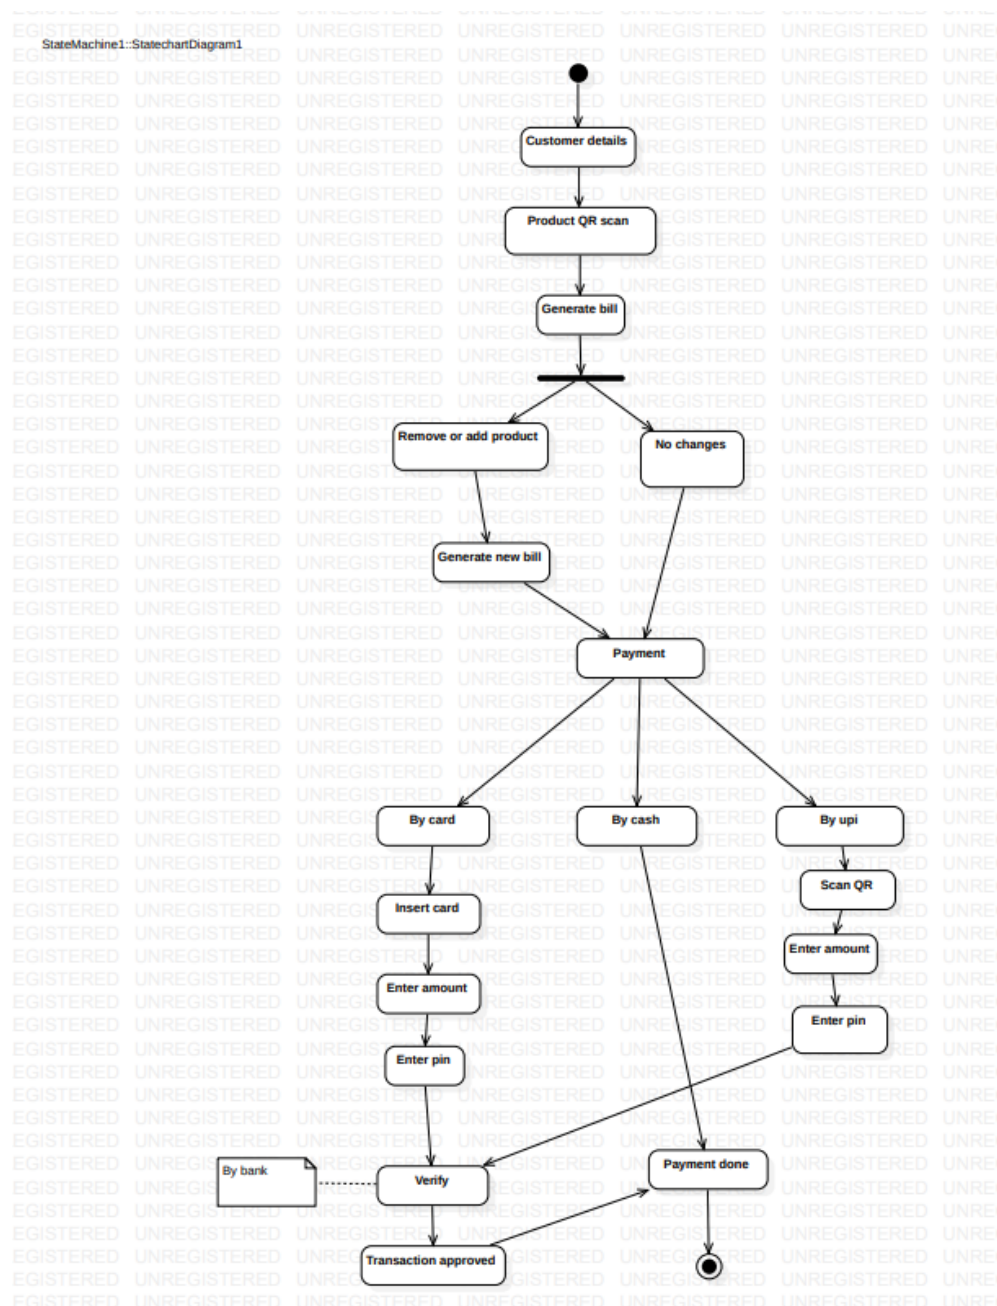 StateMachine1::StatechartDiagram1
Customer details
Product QR scan
Generate bill
Remove or add product
No changes
Generate new bill
Payment
By card
By cash
By upi
Scan QR
Insert card
Enter amount
Enter amount
Enter pin
Enter pin
By bank
Verify
Payment done
Transaction approved
UNREGISTERED